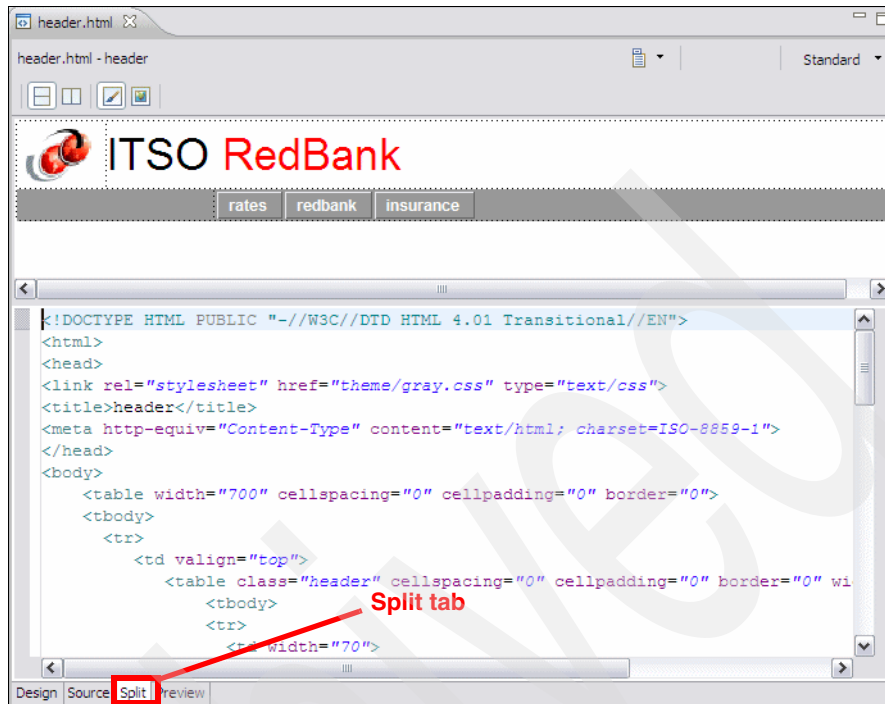 header.html
header.html - header
Standard
ITSO RedBank
rates redbank insurance
<!DOCTYPE HTML PUBLIC "-//W3C//DTD HTML 4.01 Transitional//EN">
<html>
<head>
<link rel="stylesheet" href="theme/gray.css" type="text/css">
<title>header</title>
<meta http-equiv="Content-Type" content="text/html; charset=ISO-8859-1">
</head>
<body>
<table width="700" cellspacing="0" cellpadding="0" border="0">
<tbody>
<tr>
<td valign="top">
<table class="header" cellspacing="0" cellpadding="0" border="0" wi
<tbody>
Split tab
<tr>
<td width="70">
Design Source Split Preview